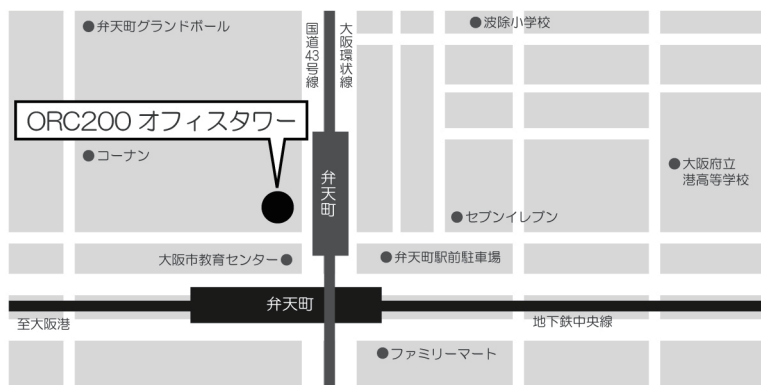 弁天町グランドボール
国道43号線
大阪環状線
波除小学校
ORC200 オフィスタワー
コーナン
弁天町
大阪府立
港高等学校
セブンイレブン
大阪市教育センター
弁天町駅前駐車場
弁天町
至大阪港
地下鉄中央線
ファミリーマート